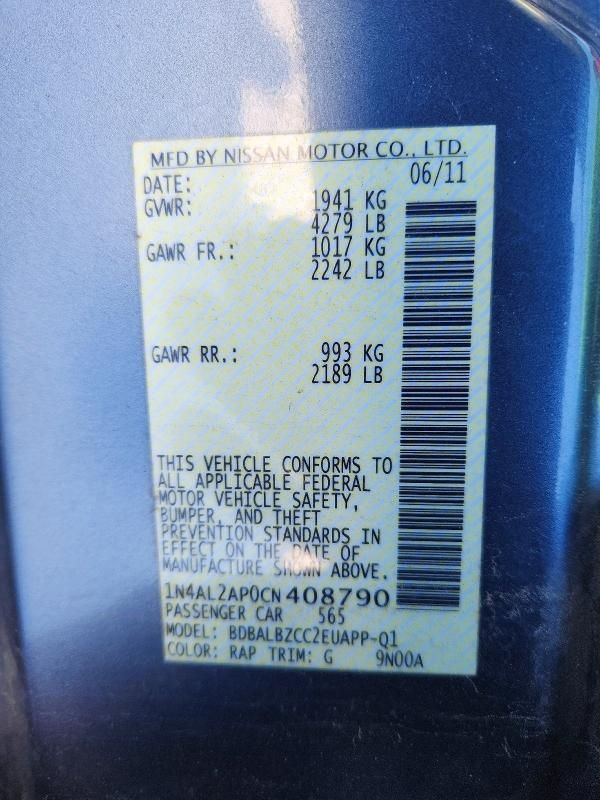 MFD BY NISSAN MOTOR CO., LTD.
DATE: 06/11
GVWR: 1941 KG
4279 LB
GAWR FR.: 1017 KG
2242 LB
GAWR RR.: 993 KG
2189 LB
THIS VEHICLE CONFORMS TO
ALL APPLICABLE FEDERAL
MOTOR VEHICLE SAFETY,
BUMPER, AND THEFT
PREVENTION STANDARDS IN
EFFECT ON THE DATE OF
MANUFACTURE SHOWN ABOVE.
1N4AL2AP0CN408790
PASSENGER CAR 565
MODEL: BDBALBZCC2EUAPP-Q1
COLOR: RAP TRIM: G 9N00A